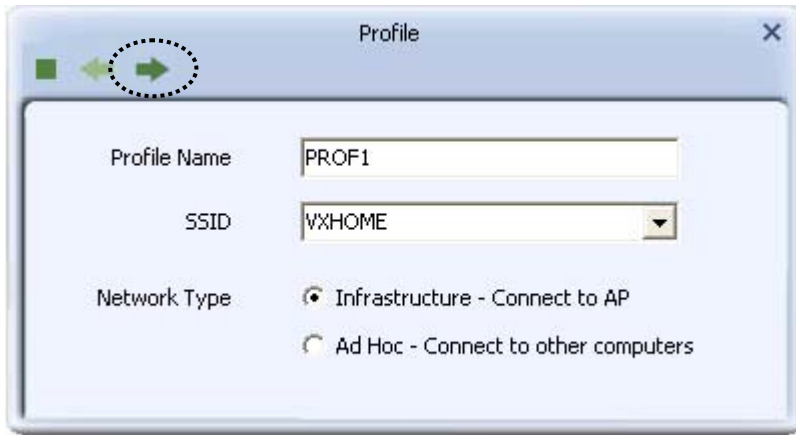 Profile
Profile Name PROF1
SSID VXHOME
Network Type Infrastructure - Connect to AP
Ad Hoc - Connect to other computers